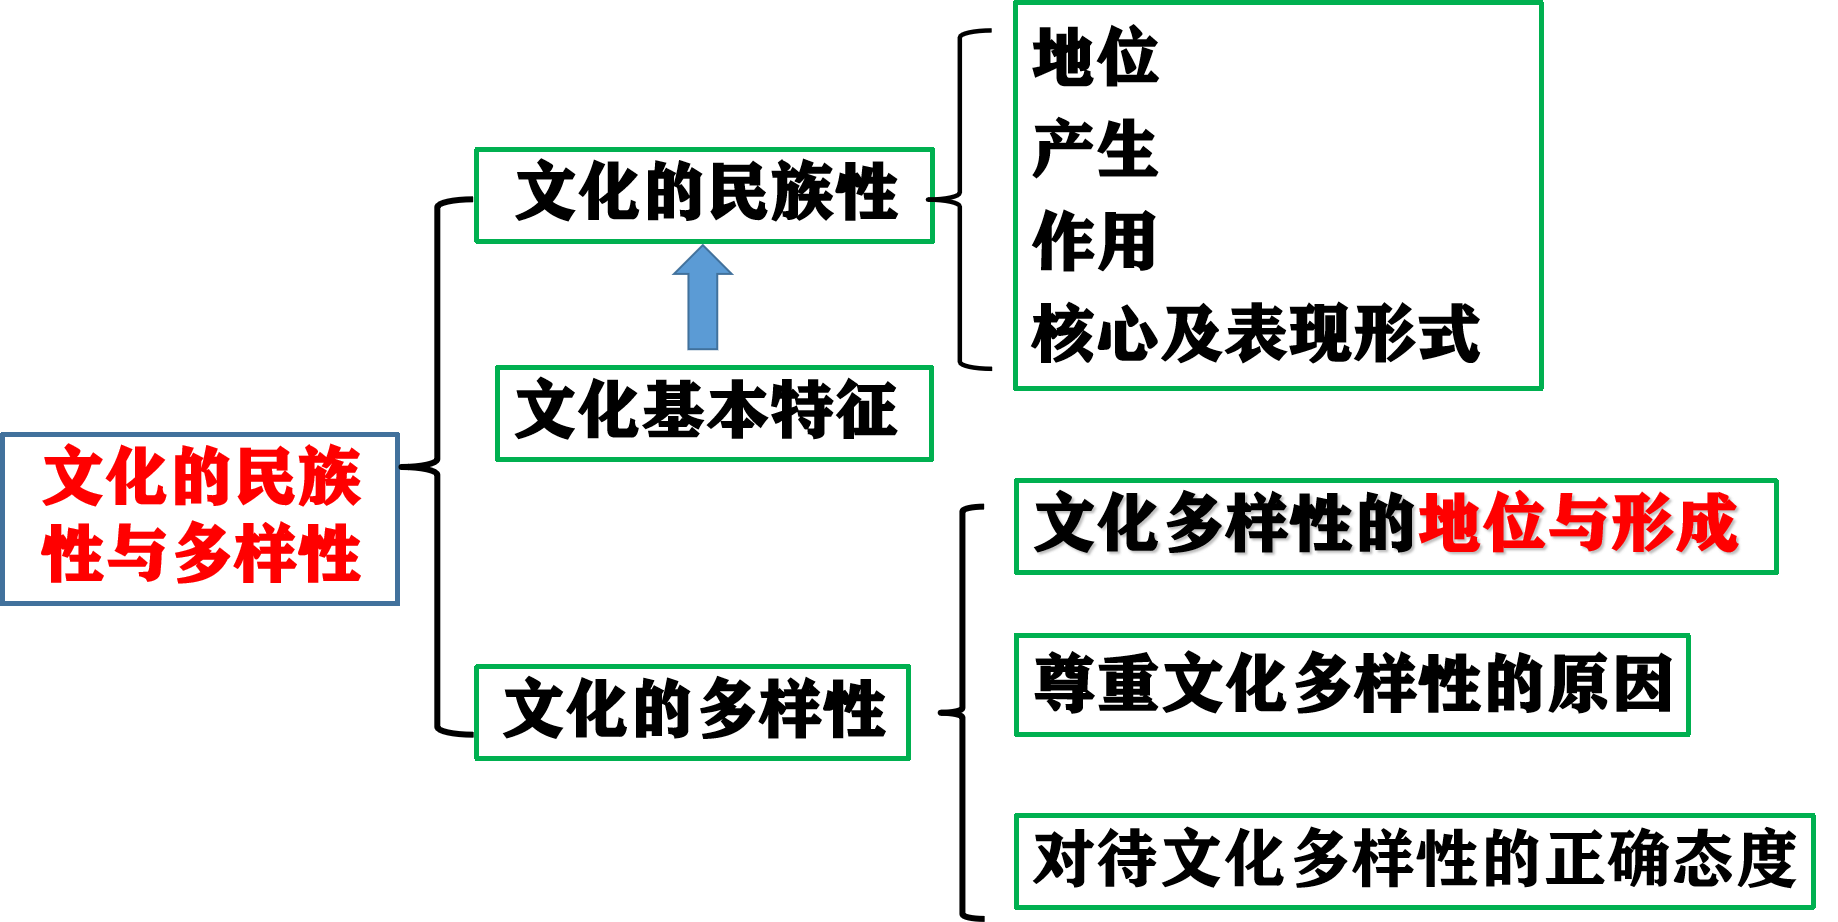 文化的民族
性与多样性
文化的民族性
文化基本特征
地位
产生
作用
核心及表现形式
文化的多样性
文化多样性的地位与形成
尊重文化多样性的原因
对待文化多样性的正确态度